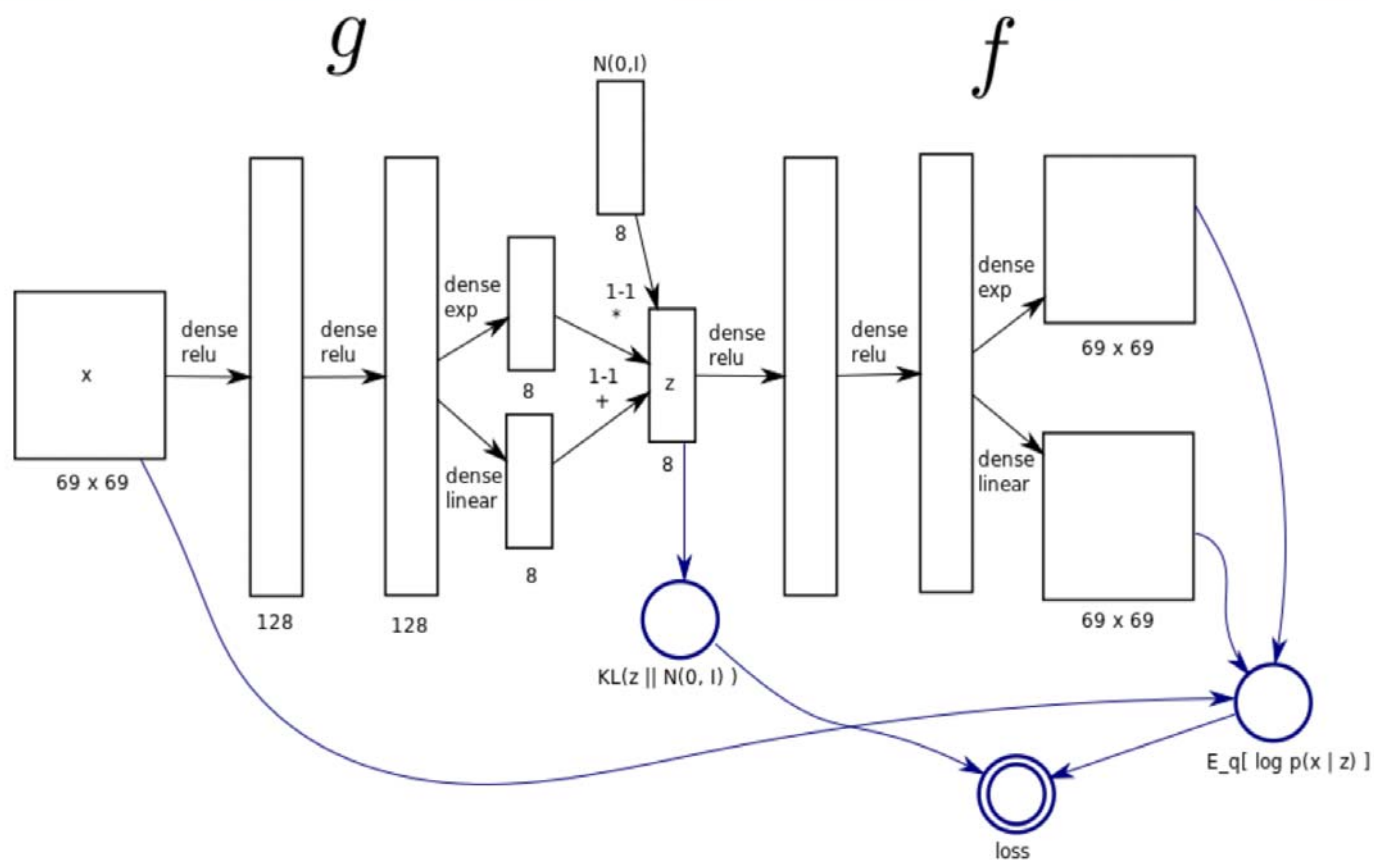 g
f
N(0,I)
8
x
69 x 69
dense
relu
128
dense
relu
128
dense
exp
8
dense
linear
8
1-1
*
1-1
+
z
8
dense
relu
dense
relu
dense
exp
69 x 69
dense
linear
69 x 69
KL(z || N(0, I) )
E_q[ log p(x | z) ]
loss